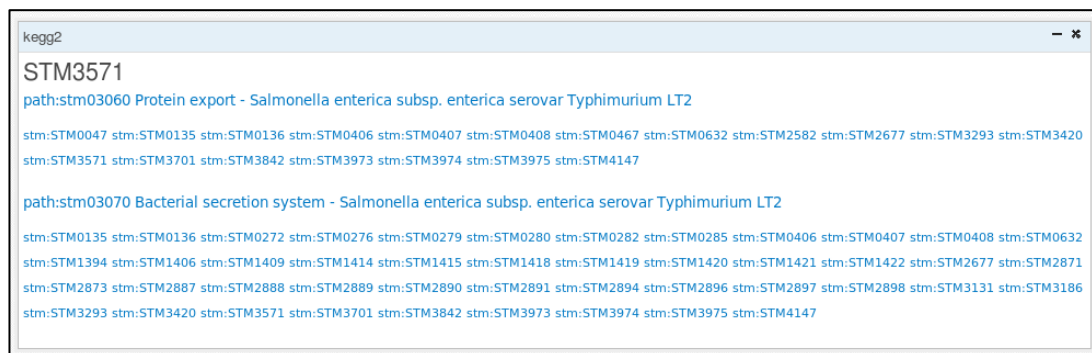 kegg2
STM3571
path:stm03060 Protein export - Salmonella enterica subsp. enterica serovar Typhimurium LT2
stm:STM0047 stm:STM0135 stm:STM0136 stm:STM0406 stm:STM0407 stm:STM0408 stm:STM0467 stm:STM0632 stm:STM2582 stm:STM2677 stm:STM3293 stm:STM3420
stm:STM3571 stm:STM3701 stm:STM3842 stm:STM3973 stm:STM3974 stm:STM3975 stm:STM4147
path:stm03070 Bacterial secretion system - Salmonella enterica subsp. enterica serovar Typhimurium LT2
stm:STM0135 stm:STM0136 stm:STM0272 stm:STM0276 stm:STM0279 stm:STM0280 stm:STM0282 stm:STM0285 stm:STM0406 stm:STM0407 stm:STM0408 stm:STM0632
stm:STM1394 stm:STM1406 stm:STM1409 stm:STM1414 stm:STM1415 stm:STM1418 stm:STM1419 stm:STM1420 stm:STM1421 stm:STM1422 stm:STM2677 stm:STM2871
stm:STM2873 stm:STM2887 stm:STM2888 stm:STM2889 stm:STM2890 stm:STM2891 stm:STM2894 stm:STM2896 stm:STM2897 stm:STM2898 stm:STM3131 stm:STM3186
stm:STM3293 stm:STM3420 stm:STM3571 stm:STM3701 stm:STM3842 stm:STM3973 stm:STM3974 stm:STM3975 stm:STM4147